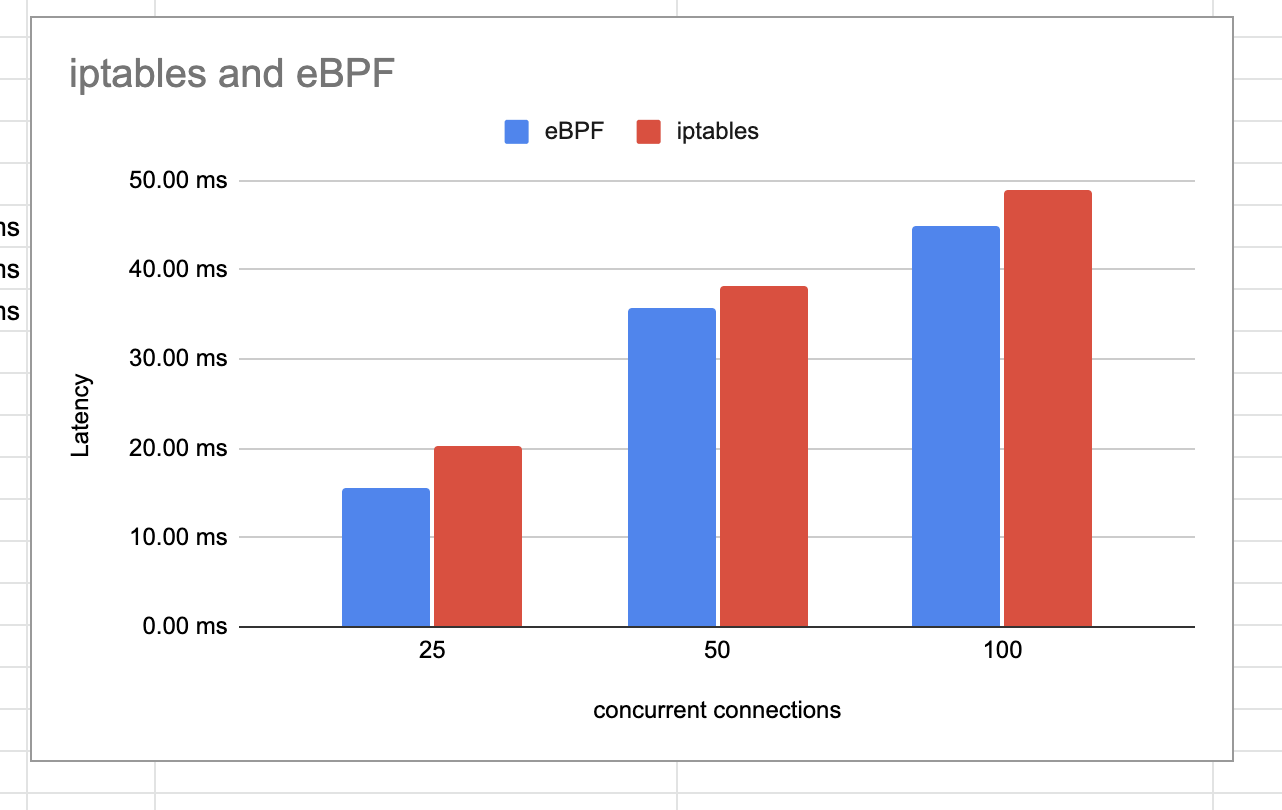 iptables and eBPF
eBPF iptables
50.00 ms
40.00 ms
30.00 ms
20.00 ms
10.00 ms
0.00 ms
Latency
25 50 100
concurrent connections